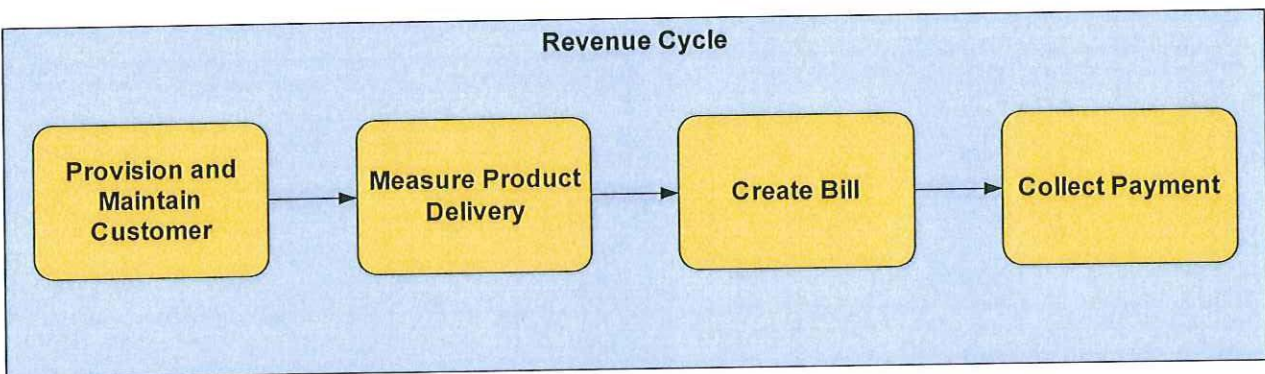 Revenue Cycle
Provision and
Maintain
Customer
Measure Product
Delivery
Create Bill
Collect Payment